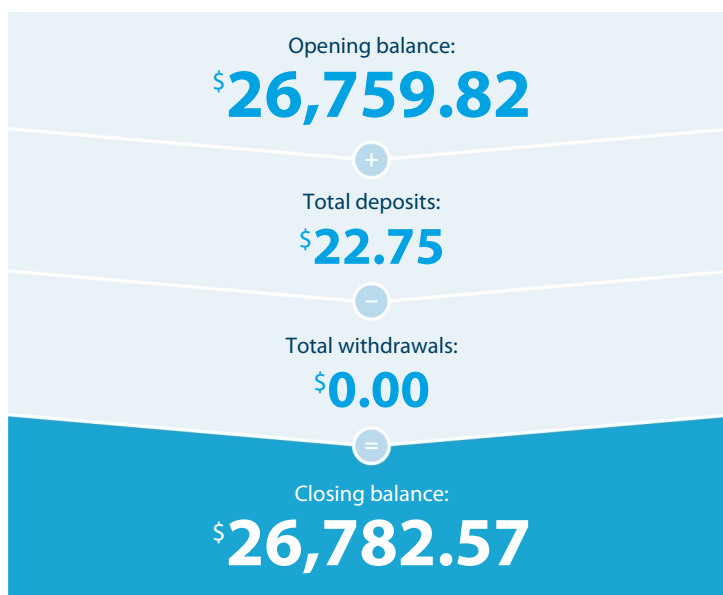 Opening balance:
$26,759.82
+
Total deposits:
$22.75
−
Total withdrawals:
$0.00
=
Closing balance:
$26,782.57